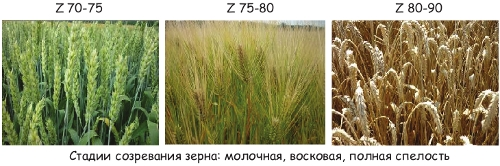 Z 70-75 Z 75-80 Z 80-90
Стадии созревания зерна: молочная, восковая, полная спелость